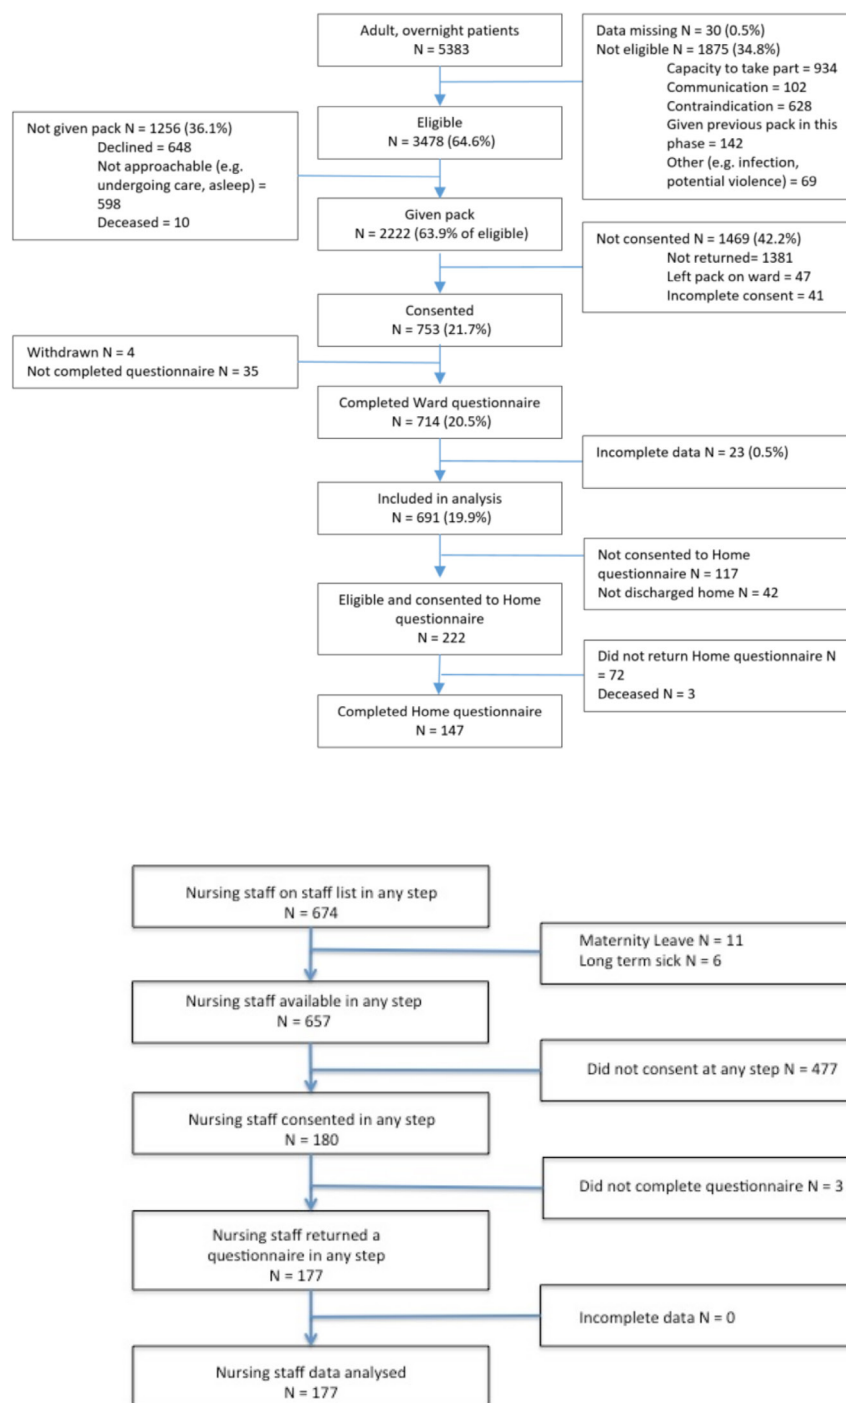 Adult, overnight patients
N = 5383
Data missing N = 30 (0.5%)
Not eligible N = 1875 (34.8%)
Capacity to take part = 934
Communication = 102
Contraindication = 628
Given previous pack in this
phase = 142
Other (e.g. infection,
potential violence) = 69
Eligible
N = 3478 (64.6%)
Not given pack N = 1256 (36.1%)
Declined = 648
Not approachable (e.g.
undergoing care, asleep) =
598
Deceased = 10
Given pack
N = 2222 (63.9% of eligible)
Not consented N = 1469 (42.2%)
Not returned= 1381
Left pack on ward = 47
Incomplete consent = 41
Consented
N = 753 (21.7%)
Withdrawn N = 4
Not completed questionnaire N = 35
Completed Ward questionnaire
N = 714 (20.5%)
Incomplete data N = 23 (0.5%)
Included in analysis
N = 691 (19.9%)
Not consented to Home
questionnaire N = 117
Not discharged home N = 42
Eligible and consented to Home
questionnaire
N = 222
Did not return Home questionnaire N
= 72
Deceased N = 3
Completed Home questionnaire
N = 147
Nursing staff on staff list in any step
N = 674
Maternity Leave N = 11
Long term sick N = 6
Nursing staff available in any step
N = 657
Did not consent at any step N = 477
Nursing staff consented in any step
N = 180
Did not complete questionnaire N = 3
Nursing staff returned a
questionnaire in any step
N = 177
Incomplete data N = 0
Nursing staff data analysed
N = 177